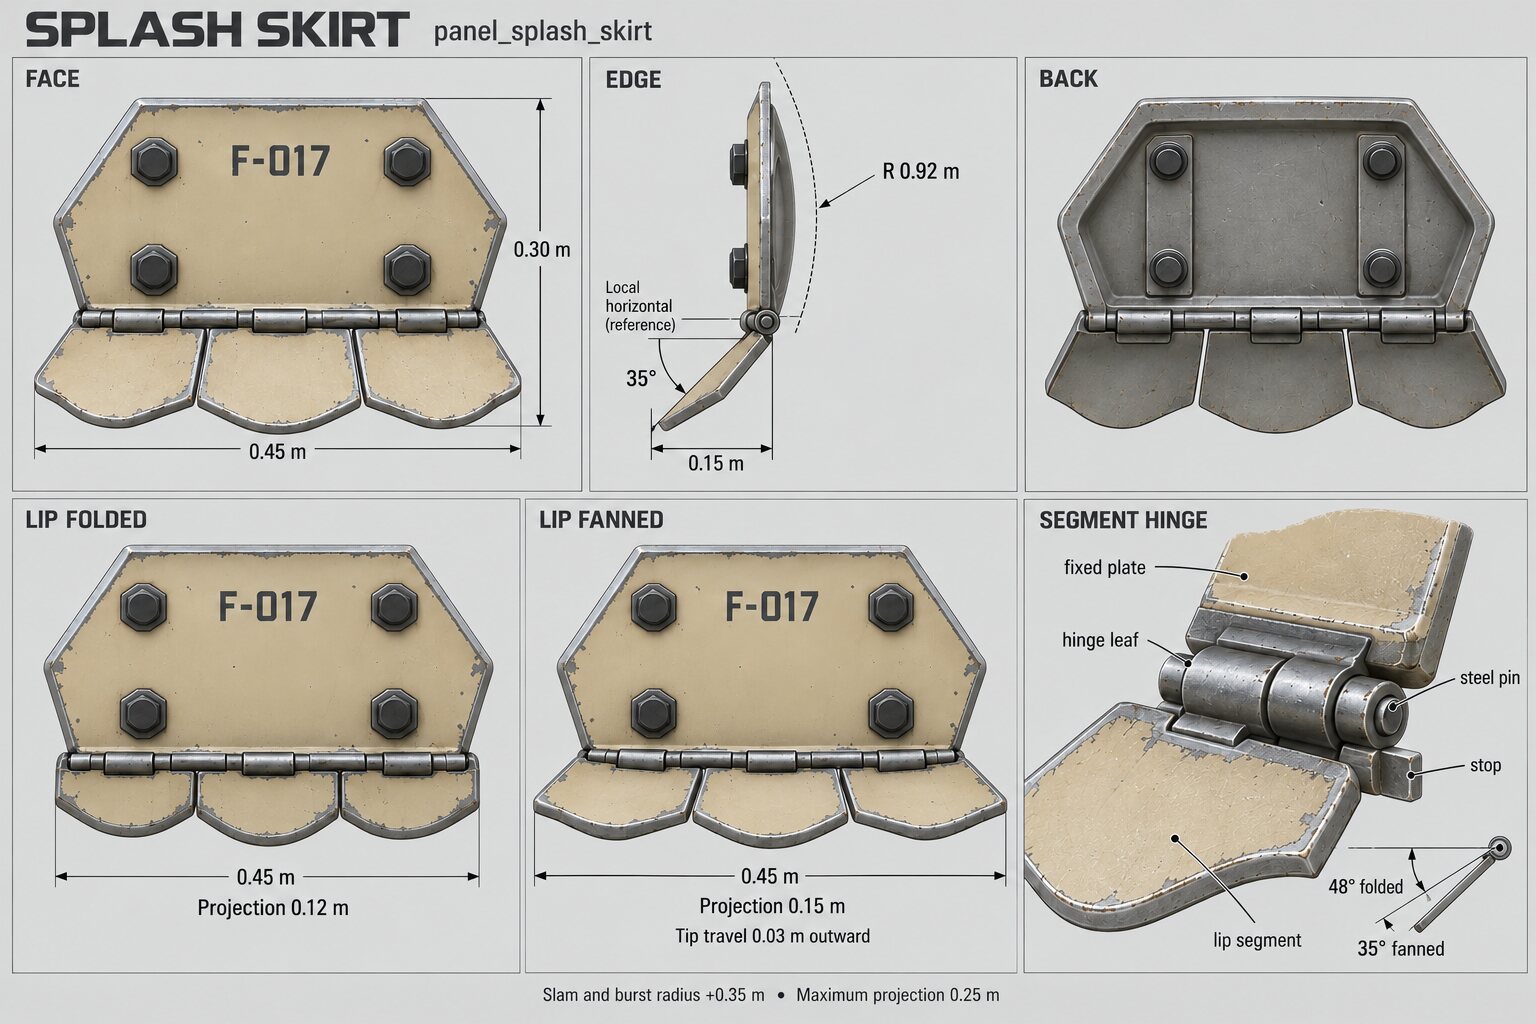 SPLASH SKIRT panel_splash_skirt
FACE
F-017
0.30 m
0.45 m
EDGE
R 0.92 m
Local
horizontal
(reference)
35°
0.15 m
BACK
LIP FOLDED
F-017
0.45 m
Projection 0.12 m
LIP FANNED
F-017
0.45 m
Projection 0.15 m
Tip travel 0.03 m outward
SEGMENT HINGE
fixed plate
hinge leaf
steel pin
stop
48° folded
35° fanned
lip segment
Slam and burst radius +0.35 m • Maximum projection 0.25 m